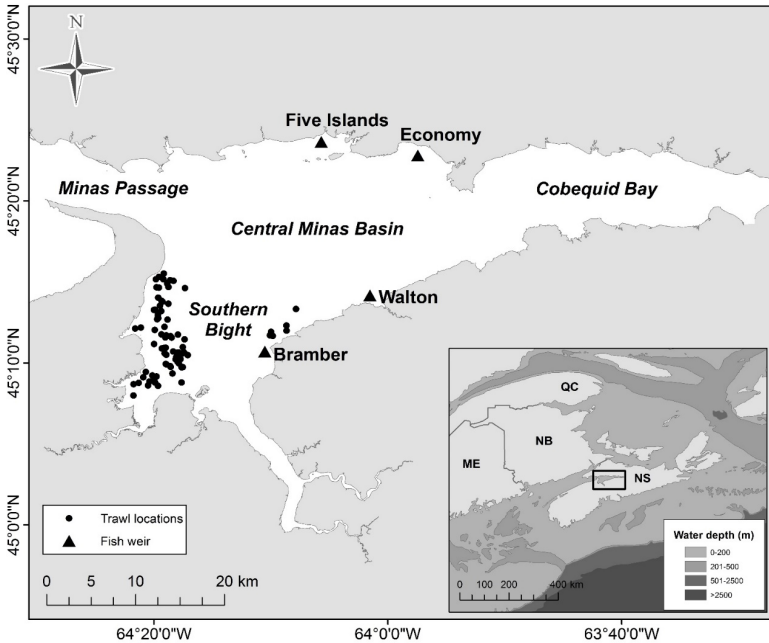 45°30'0"N
45°20'0"N
45°10'0"N
45°0'0"N
N
Five Islands
Economy
Minas Passage
Cobequid Bay
Central Minas Basin
Southern
Bight
Walton
Bramber
Trawl locations
Fish weir
0 5 10 20 km
QC
NB
ME
NS
Water depth (m)
0-200
201-500
501-2500
>2500
0 100 200 400 km
64°20'0"W 64°0'0"W 63°40'0"W